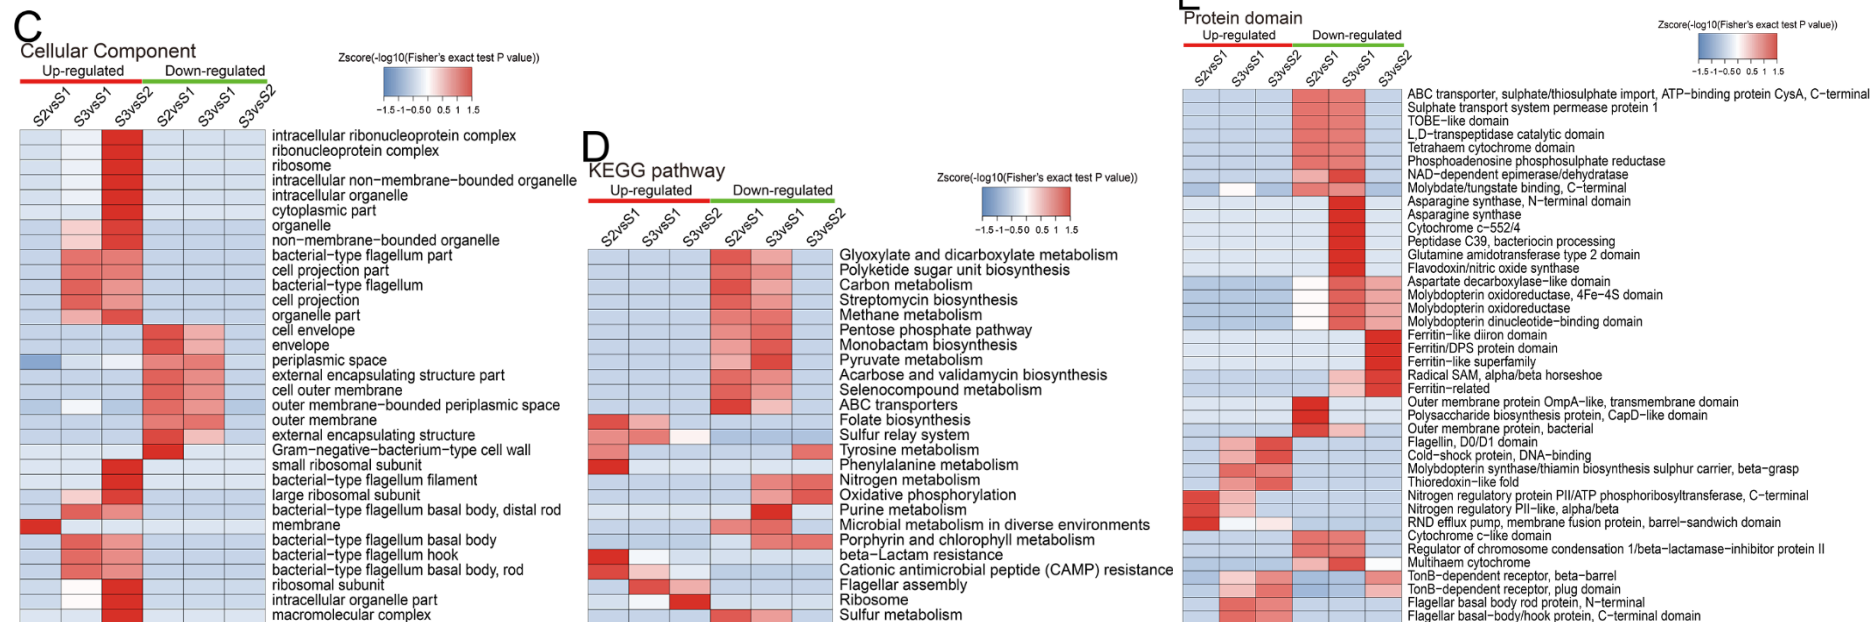 C
Cellular Component
Up-regulated Down-regulated
Zscore(-log10(Fisher's exact test P value))
-1.5 -1-0.50 0.5 1 1.5
S2vsS1 S3vsS1 S3vsS2 S2vsS1 S3vsS1 S3vsS2
intracellular ribonucleoprotein complex
ribonucleoprotein complex
ribosome
intracellular non-membrane-bounded organelle
intracellular organelle
cytoplasmic part
organelle
non-membrane-bounded organelle
bacterial-type flagellum part
cell projection part
bacterial-type flagellum
cell projection
organelle part
cell envelope
envelope
periplasmic space
external encapsulating structure part
cell outer membrane
outer membrane-bounded periplasmic space
outer membrane
external encapsulating structure
Gram-negative-bacterium-type cell wall
small ribosomal subunit
bacterial-type flagellum filament
large ribosomal subunit
bacterial-type flagellum basal body, distal rod
membrane
bacterial-type flagellum basal body
bacterial-type flagellum hook
bacterial-type flagellum basal body, rod
ribosomal subunit
intracellular organelle part
macromolecular complex
D
KEGG pathway
Up-regulated Down-regulated
Zscore(-log10(Fisher's exact test P value))
-1.5 -1-0.50 0.5 1 1.5
S2vsS1 S3vsS1 S3vsS2 S2vsS1 S3vsS1 S3vsS2
Glyoxylate and dicarboxylate metabolism
Polyketide sugar unit biosynthesis
Carbon metabolism
Streptomycin biosynthesis
Methane metabolism
Pentose phosphate pathway
Monobactam biosynthesis
Pyruvate metabolism
Acarbose and validamycin biosynthesis
Selenocompound metabolism
ABC transporters
Folate biosynthesis
Sulfur relay system
Tyrosine metabolism
Phenylalanine metabolism
Nitrogen metabolism
Oxidative phosphorylation
Purine metabolism
Microbial metabolism in diverse environments
Porphyrin and chlorophyll metabolism
beta-Lactam resistance
Cationic antimicrobial peptide (CAMP) resistance
Flagellar assembly
Ribosome
Sulfur metabolism
Protein domain
Up-regulated Down-regulated
Zscore(-log10(Fisher's exact test P value))
-1.5-1-0.50 0.5 1 1.5
S2vsS1 S3vsS1 S3vsS2 S2vsS1 S3vsS1 S3vsS2
ABC transporter, sulphate/thiosulphate import, ATP-binding protein CysA, C-terminal
Sulphate transport system permease protein 1
TOBE-like domain
L,D-transpeptidase catalytic domain
Tetrahaem cytochrome domain
Phosphoadenosine phosphosulphate reductase
NAD-dependent epimerase/dehydratase
Molybdate/tungstate binding, C-terminal
Asparagine synthase, N-terminal domain
Asparagine synthase
Cytochrome c-552/4
Peptidase C39, bacteriocin processing
Glutamine amidotransferase type 2 domain
Flavodoxin/nitric oxide synthase
Aspartate decarboxylase-like domain
Molybdopterin oxidoreductase, 4Fe-4S domain
Molybdopterin oxidoreductase
Molybdopterin dinucleotide-binding domain
Ferritin-like diiron domain
Ferritin/DPS protein domain
Ferritin-like superfamily
Radical SAM, alpha/beta horseshoe
Ferritin-related
Outer membrane protein OmpA-like, transmembrane domain
Polysaccharide biosynthesis protein, CapD-like domain
Outer membrane protein, bacterial
Flagellin, D0/D1 domain
Cold-shock protein, DNA-binding
Molybdopterin synthase/thiamin biosynthesis sulphur carrier, beta-grasp
Thioredoxin-like fold
Nitrogen regulatory protein PII/ATP phosphoribosyltransferase, C-terminal
Nitrogen regulatory PII-like, alpha/beta
RND efflux pump, membrane fusion protein, barrel-sandwich domain
Cytochrome c-like domain
Regulator of chromosome condensation 1/beta-lactamase-inhibitor protein II
Multihaem cytochrome
TonB-dependent receptor, beta-barrel
TonB-dependent receptor, plug domain
Flagellar basal body rod protein, N-terminal
Flagellar basal-body/hook protein, C-terminal domain